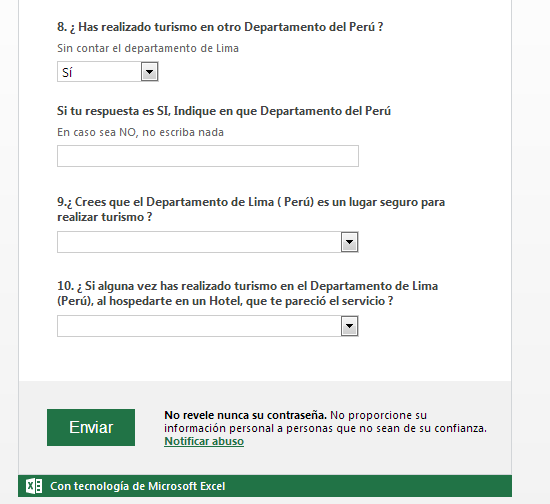 8. ¿ Has realizado turismo en otro Departamento del Perú ?
Sin contar el departamento de Lima
Sí
Si tu respuesta es SI, Indique en que Departamento del Perú
En caso sea NO, no escriba nada
9.¿ Crees que el Departamento de Lima ( Perú) es un lugar seguro para
realizar turismo ?
10. ¿ Si alguna vez has realizado turismo en el Departamento de Lima
(Perú), al hospedarte en un Hotel, que te pareció el servicio ?
Enviar
No revele nunca su contraseña. No proporcione su
información personal a personas que no sean de su confianza.
Notificar abuso
Con tecnología de Microsoft Excel